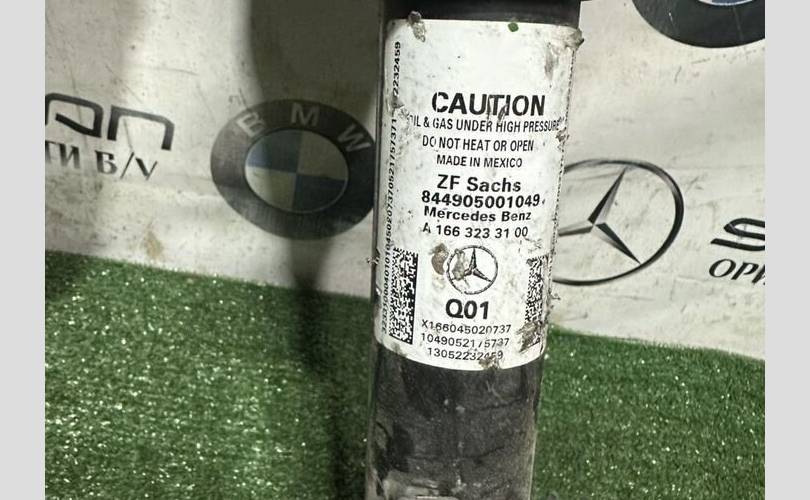 CAUTION
OIL & GAS UNDER HIGH PRESSURE
DO NOT HEAT OR OPEN
MADE IN MEXICO
ZF Sachs
844905001049
Mercedes Benz
A 166 323 31 00
Q01
X166045020737
1049052175737
13052232459
BMW
ТИ B/V